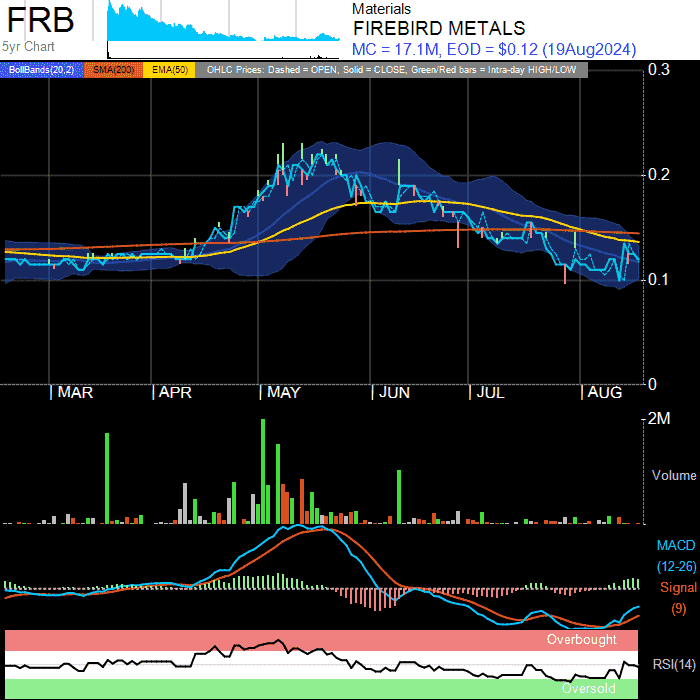 FRB
5yr Chart
Materials
FIREBIRD METALS
MC = 17.1M, EOD = $0.12 (19Aug2024)
BollBands(20,2) SMA(200) EMA(50) OHLC Prices: Dashed = OPEN, Solid = CLOSE, Green/Red bars = Intra-day HIGH/LOW
0.3
0.2
0.1
0
| MAR | APR | MAY | JUN | JUL | AUG
2M
Volume
MACD
(12-26)
Signal
(9)
Overbought
RSI(14)
Oversold